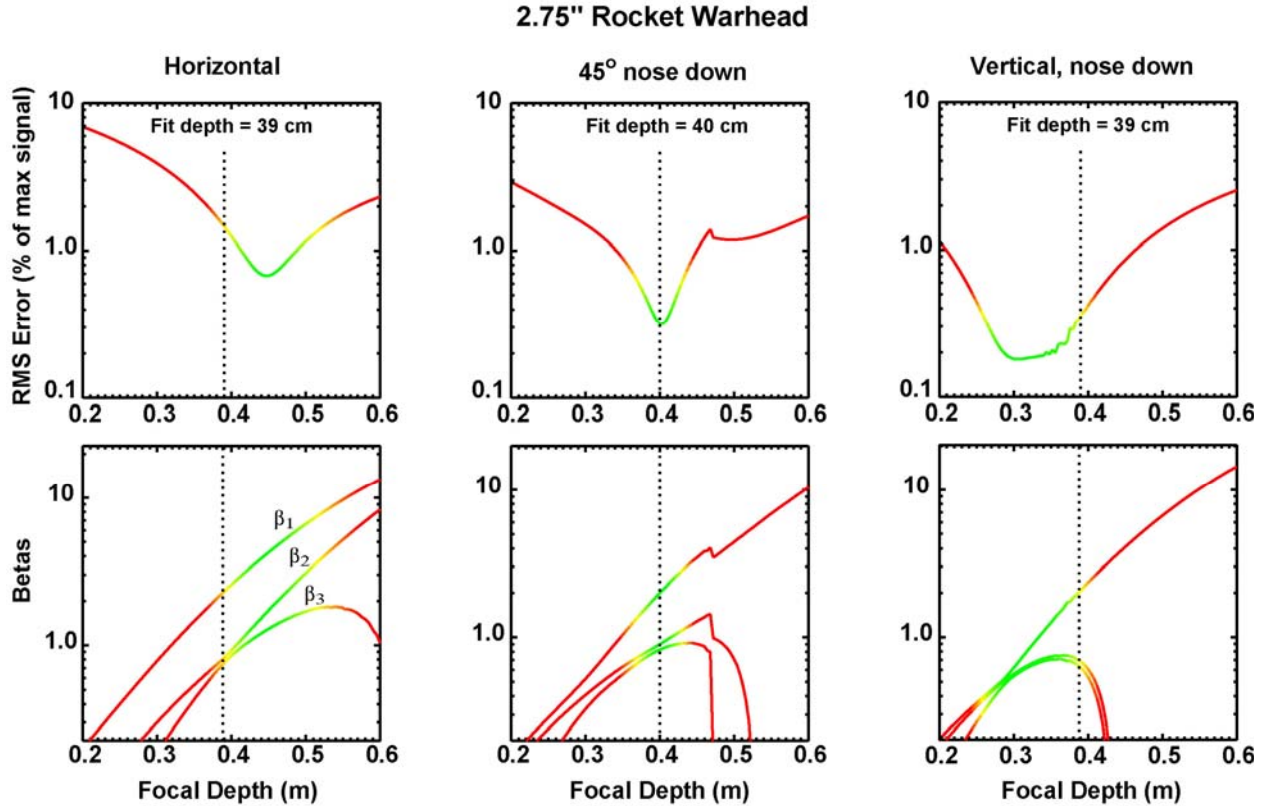 2.75" Rocket Warhead
Horizontal
45° nose down
Vertical, nose down
RMS Error (% of max signal)
10
1.0
0.1
Fit depth = 39 cm
0.2 0.3 0.4 0.5 0.6
10
1.0
0.1
Fit depth = 40 cm
0.2 0.3 0.4 0.5 0.6
10
1.0
0.1
Fit depth = 39 cm
0.2 0.3 0.4 0.5 0.6
Betas
10
1.0
β1
β2
β3
0.2 0.3 0.4 0.5 0.6
Focal Depth (m)
10
1.0
0.2 0.3 0.4 0.5 0.6
Focal Depth (m)
10
1.0
0.2 0.3 0.4 0.5 0.6
Focal Depth (m)